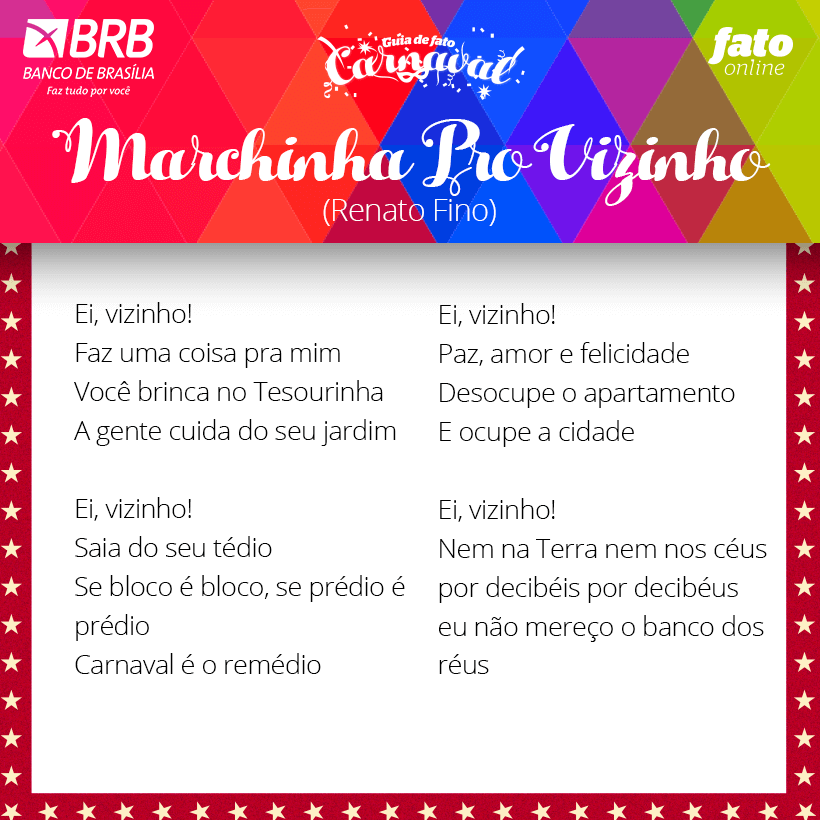 BRB
BANCO DE BRASÍLIA
Faz tudo por você
Guia de fato
Carnaval
fato
online
Marchinha Pro Vizinho
(Renato Fino)
Ei, vizinho!
Faz uma coisa pra mim
Você brinca no Tesourinha
A gente cuida do seu jardim
Ei, vizinho!
Saia do seu tédio
Se bloco é bloco, se prédio é
prédio
Carnaval é o remédio
Ei, vizinho!
Paz, amor e felicidade
Desocupe o apartamento
E ocupe a cidade
Ei, vizinho!
Nem na Terra nem nos céus
por decibéis por decibéus
eu não mereço o banco dos
réus